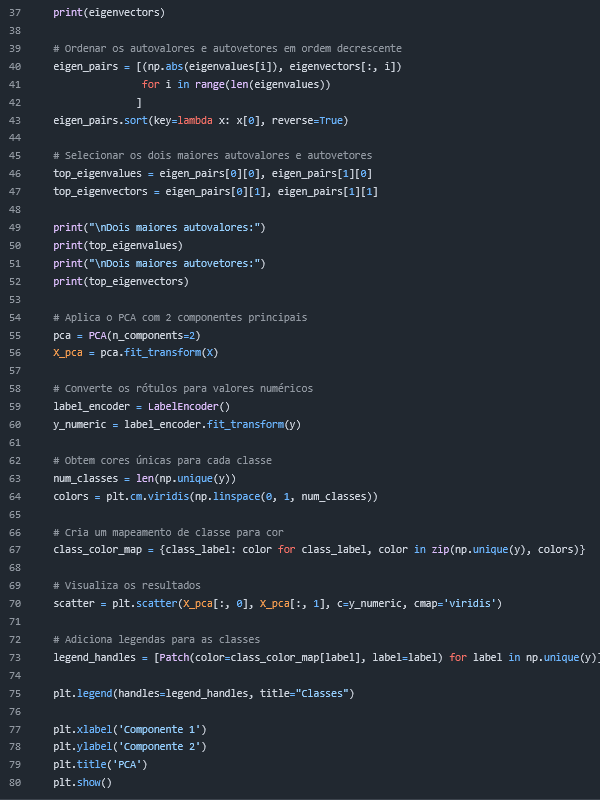 37 print(eigenvectors)
38
39 # Ordenar os autovalores e autovetores em ordem decrescente
40 eigen_pairs = [(np.abs(eigenvalues[i]), eigenvectors[:, i])
41 for i in range(len(eigenvalues))
42 ]
43 eigen_pairs.sort(key=lambda x: x[0], reverse=True)
44
45 # Selecionar os dois maiores autovalores e autovetores
46 top_eigenvalues = eigen_pairs[0][0], eigen_pairs[1][0]
47 top_eigenvectors = eigen_pairs[0][1], eigen_pairs[1][1]
48
49 print("\nDois maiores autovalores:")
50 print(top_eigenvalues)
51 print("\nDois maiores autovetores:")
52 print(top_eigenvectors)
53
54 # Aplica o PCA com 2 componentes principais
55 pca = PCA(n_components=2)
56 X_pca = pca.fit_transform(X)
57
58 # Converte os rótulos para valores numéricos
59 label_encoder = LabelEncoder()
60 y_numeric = label_encoder.fit_transform(y)
61
62 # Obtem cores únicas para cada classe
63 num_classes = len(np.unique(y))
64 colors = plt.cm.viridis(np.linspace(0, 1, num_classes))
65
66 # Cria um mapeamento de classe para cor
67 class_color_map = {class_label: color for class_label, color in zip(np.unique(y), colors)}
68
69 # Visualiza os resultados
70 scatter = plt.scatter(X_pca[:, 0], X_pca[:, 1], c=y_numeric, cmap='viridis')
71
72 # Adiciona legendas para as classes
73 legend_handles = [Patch(color=class_color_map[label], label=label) for label in np.unique(y)]
74
75 plt.legend(handles=legend_handles, title="Classes")
76
77 plt.xlabel('Componente 1')
78 plt.ylabel('Componente 2')
79 plt.title('PCA')
80 plt.show()